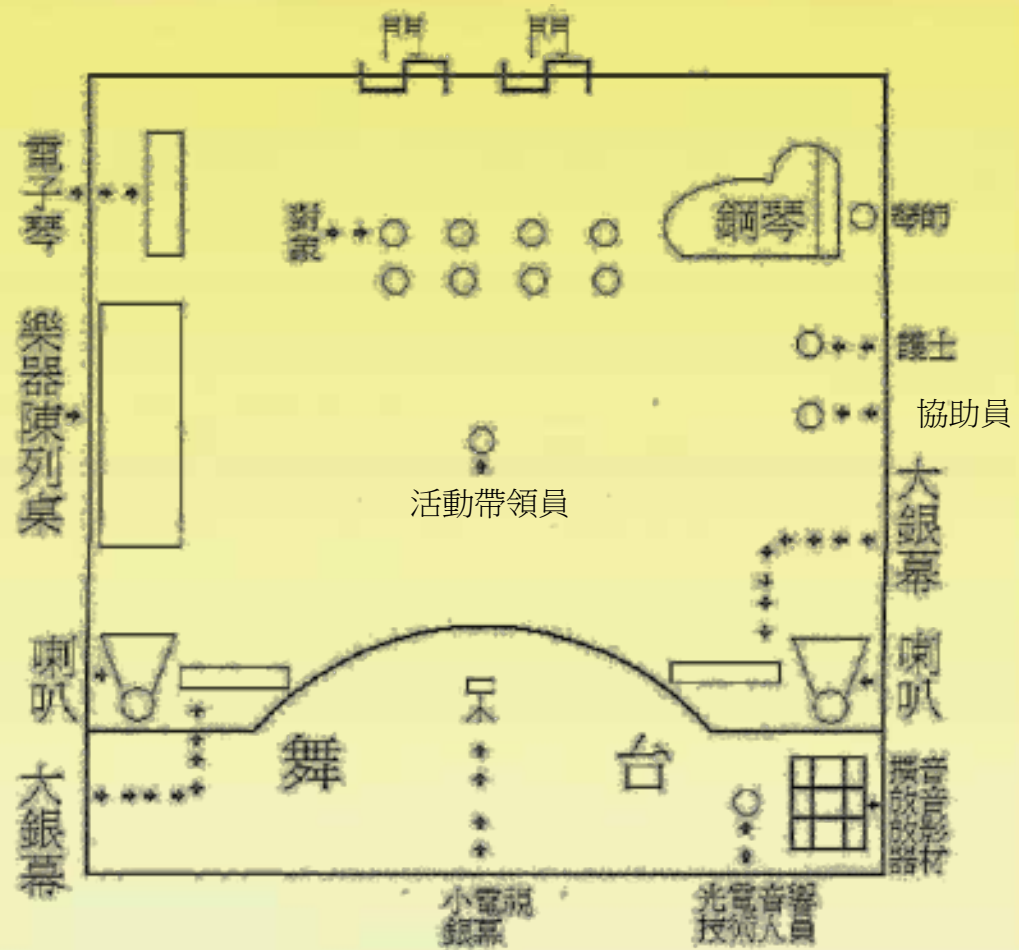 門 門
電子琴
對象
鋼琴
琴師
樂器陳列桌
護士
協助員
活動帶領員
大銀幕
喇叭
喇叭
舞台
大銀幕
擴音
放音
放影
器材
小電視
銀幕
光電音響
技術人員